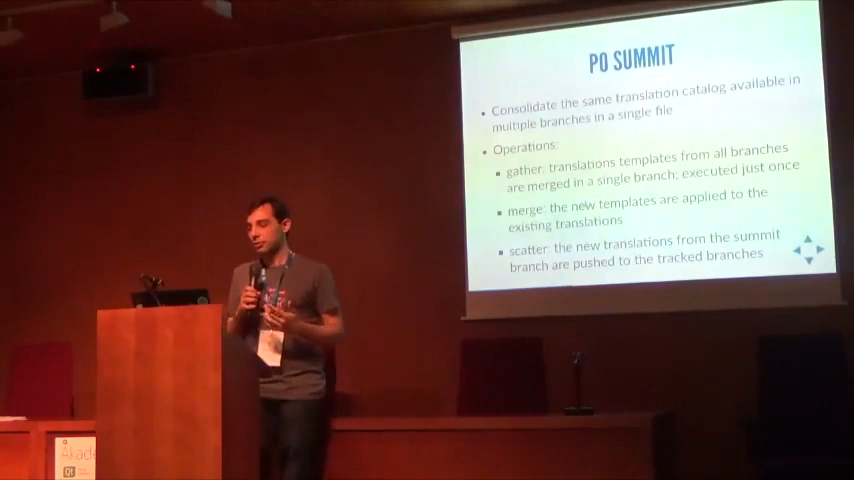 PO SUMMIT
Consolidate the same translation catalog available in
multiple branches in a single file
Operations:
gather: translations templates from all branches
are merged in a single branch; executed just once
merge: the new templates are applied to the
existing translations
scatter: the new translations from the summit
branch are pushed to the tracked branches
Akade
Qt